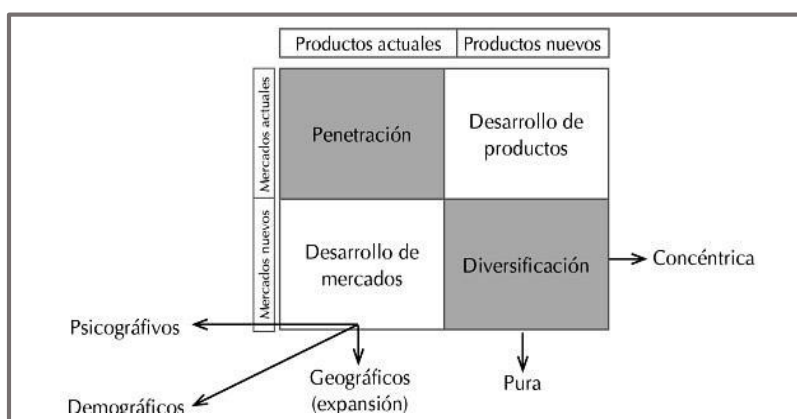 Productos actuales
Productos nuevos
Mercados actuales
Penetración
Desarrollo de
productos
Mercados nuevos
Desarrollo de
mercados
Diversificación
Concéntrica
Psicográfivos
Demográficos
Geográficos
(expansión)
Pura